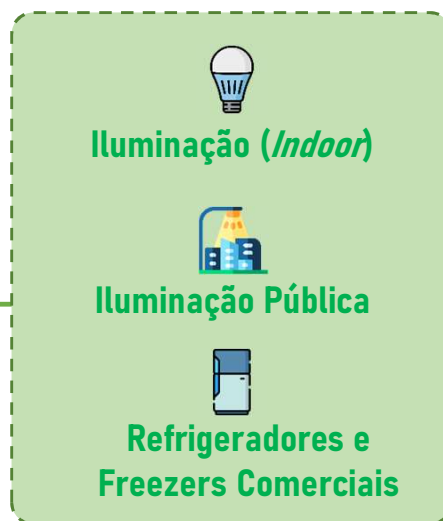 Iluminação (Indoor)
Iluminação Pública
Refrigeradores e
Freezers Comerciais